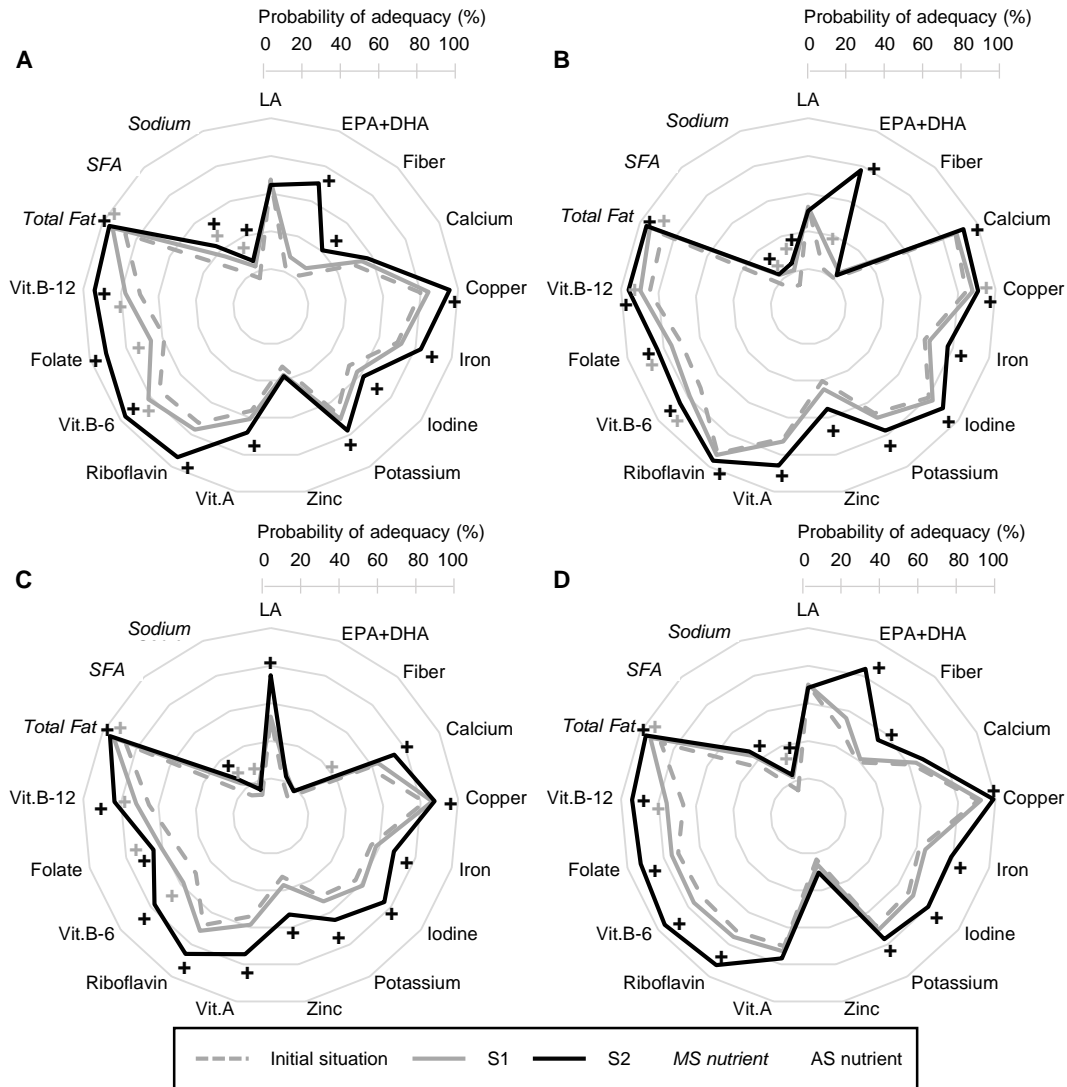 Probability of adequacy (%)
0 20 40 60 80 100
A
LA
EPA+DHA
Fiber
Calcium
Copper
Iron
Iodine
Potassium
Zinc
Vit.A
Riboflavin
Vit.B-6
Folate
Vit.B-12
Total Fat
SFA
Sodium
Probability of adequacy (%)
0 20 40 60 80 100
B
LA
EPA+DHA
Fiber
Calcium
Copper
Iron
Iodine
Potassium
Zinc
Vit.A
Riboflavin
Vit.B-6
Folate
Vit.B-12
Total Fat
SFA
Sodium
Probability of adequacy (%)
0 20 40 60 80 100
C
LA
EPA+DHA
Fiber
Calcium
Copper
Iron
Iodine
Potassium
Zinc
Vit.A
Riboflavin
Vit.B-6
Folate
Vit.B-12
Total Fat
SFA
Sodium
Probability of adequacy (%)
0 20 40 60 80 100
D
LA
EPA+DHA
Fiber
Calcium
Copper
Iron
Iodine
Potassium
Zinc
Vit.A
Riboflavin
Vit.B-6
Folate
Vit.B-12
Total Fat
SFA
Sodium
Initial situation S1 S2 MS nutrient AS nutrient